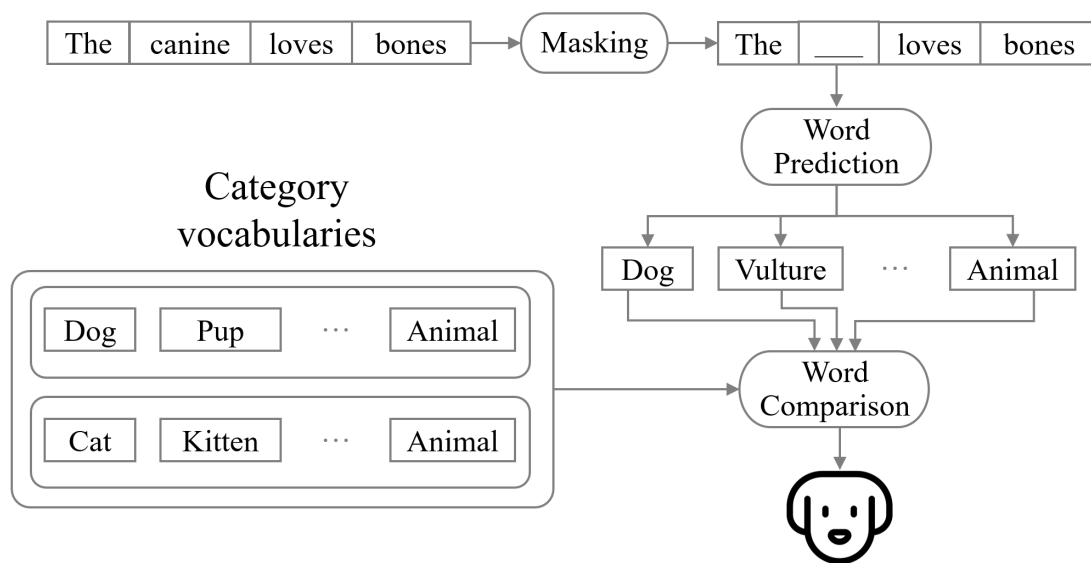 The canine loves bones
Masking
The ___ loves bones
Word
Prediction
Category
vocabularies
Dog Vulture ... Animal
Dog Pup ... Animal
Word
Comparison
Cat Kitten ... Animal